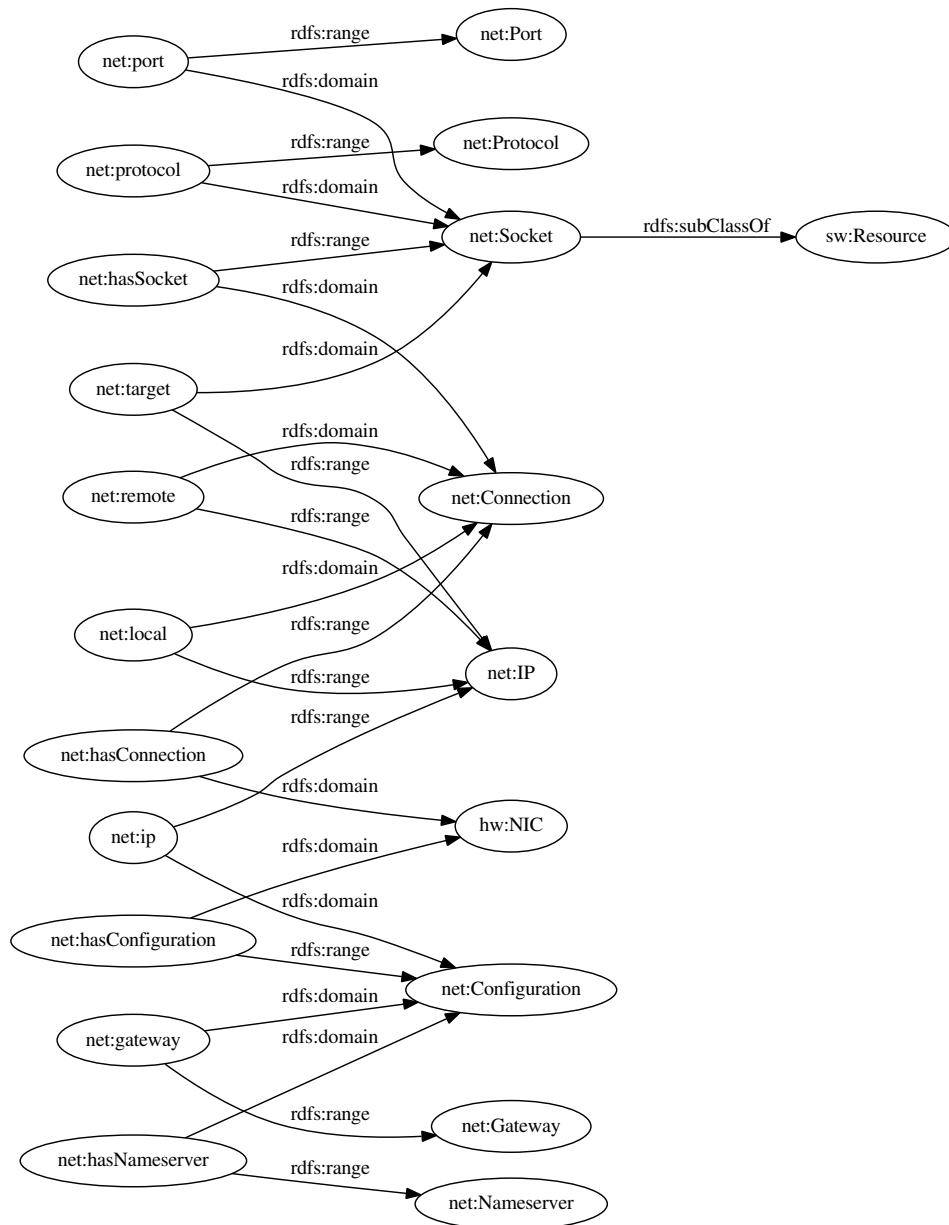 rdfs:range
net:Port
net:port
rdfs:domain
rdfs:range
net:Protocol
net:protocol
rdfs:domain
rdfs:subClassOf
net:Socket
sw:Resource
rdfs:range
net:hasSocket
rdfs:domain
rdfs:domain
net:target
rdfs:domain
rdfs:range
net:remote
net:Connection
rdfs:range
rdfs:domain
rdfs:range
net:local
rdfs:range
net:IP
rdfs:range
net:hasConnection
rdfs:domain
net:ip
hw:NIC
rdfs:domain
rdfs:domain
net:hasConfiguration
rdfs:range
net:Configuration
rdfs:domain
net:gateway
rdfs:domain
rdfs:range
net:Gateway
net:hasNameserver
rdfs:range
net:Nameserver